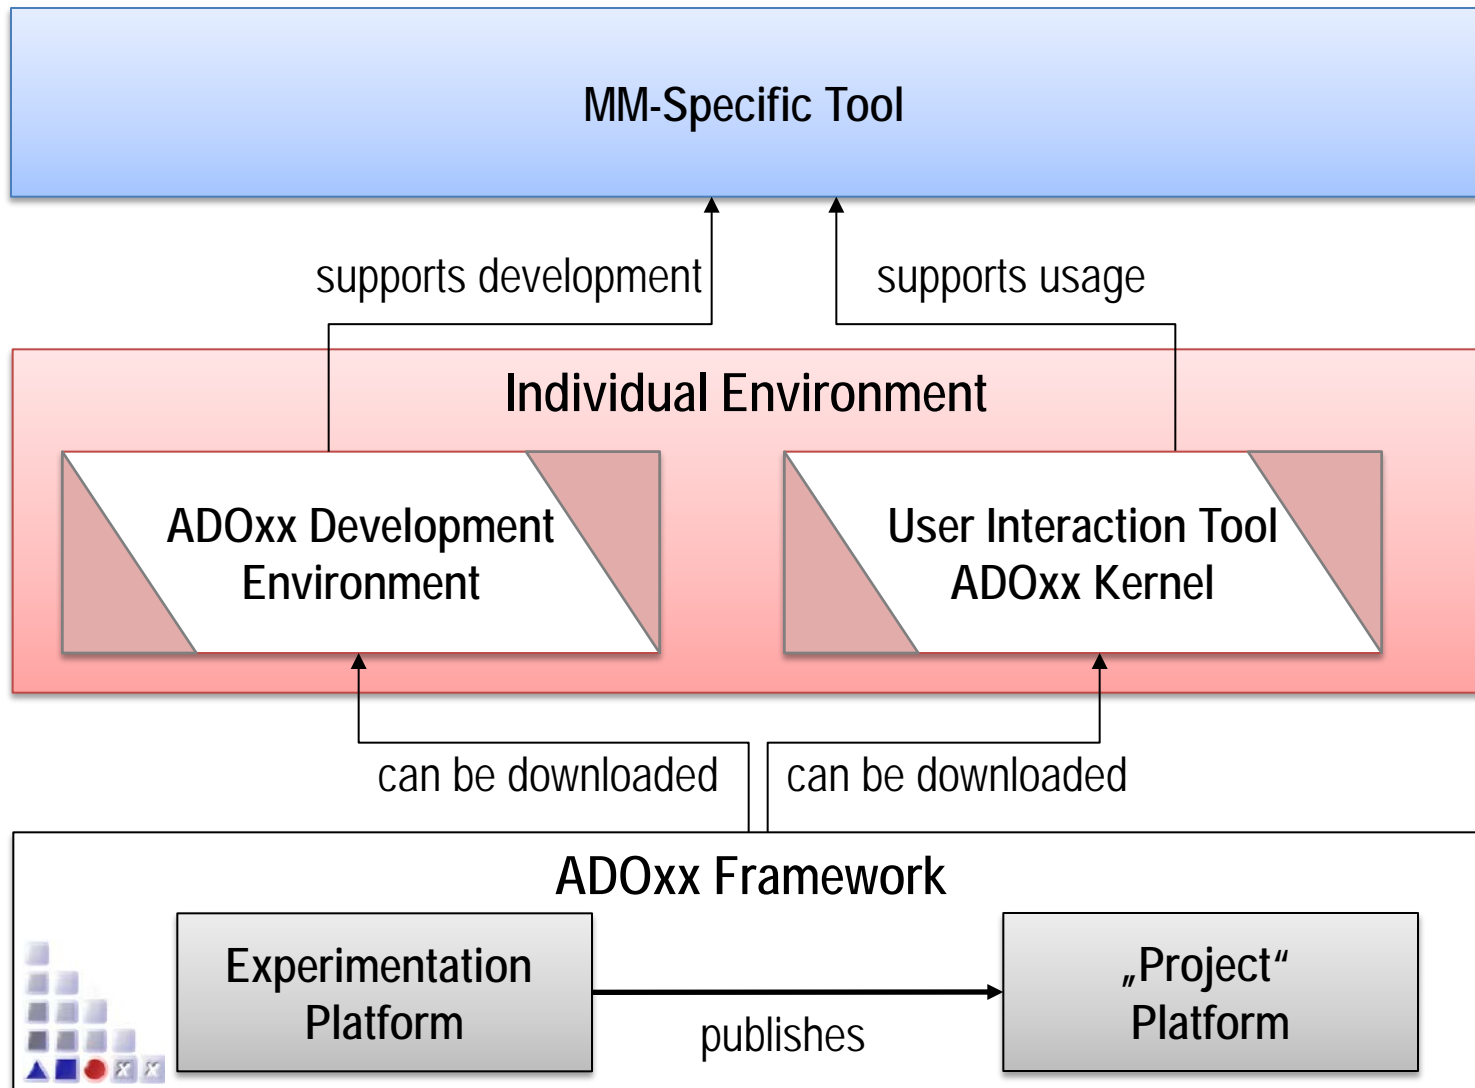 MM-Specific Tool
supports development
supports usage
Individual Environment
ADOxx Development
Environment
User Interaction Tool
ADOxx Kernel
can be downloaded
can be downloaded
ADOxx Framework
Experimentation
Platform
publishes
„Project“
Platform
X X